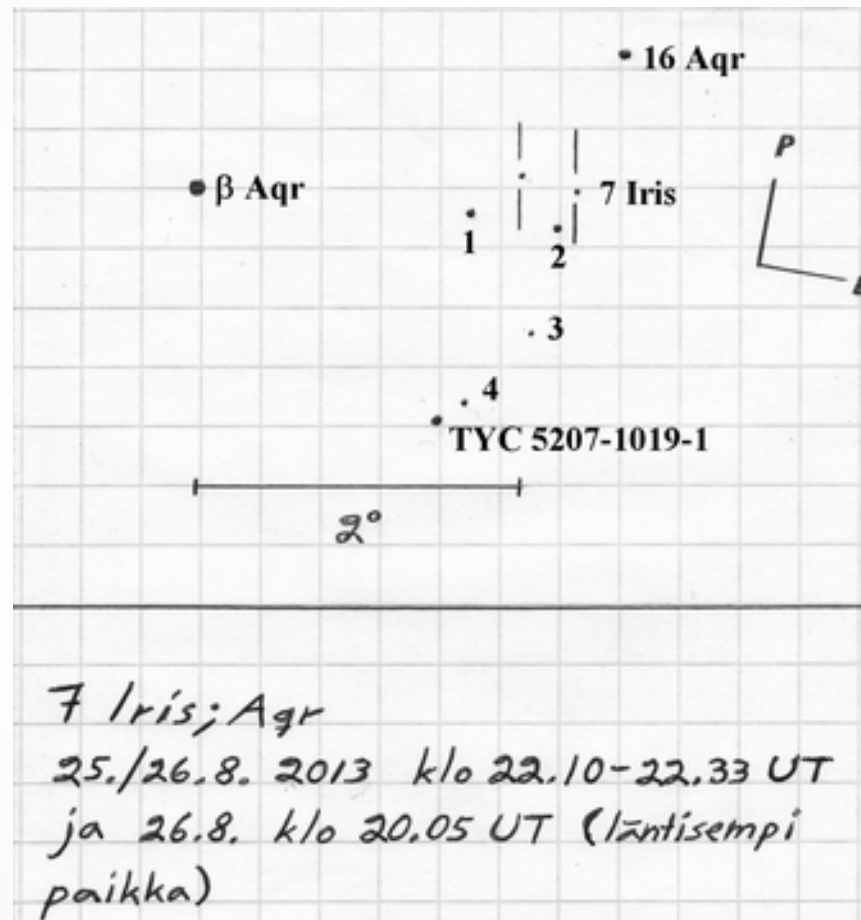 16 Aqr
P
β Aqr
7 Iris
1
2
3
4
TYC 5207-1019-1
2°
7 Iris; Aqr
25./26.8. 2013 klo 22.10-22.33 UT
ja 26.8. klo 20.05 UT (läntisempi
paikka)